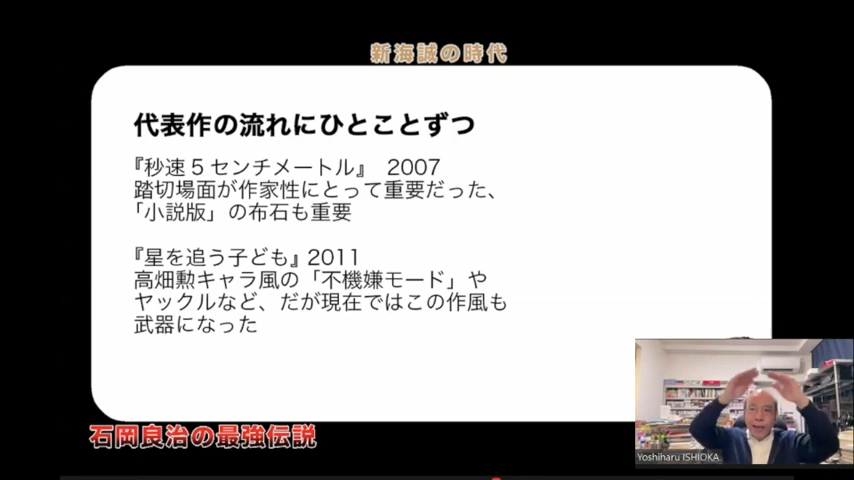 新海誠の時代
代表作の流れにひとことずつ
『秒速5センチメートル』 2007
踏切場面が作家性にとって重要だった、
「小説版」の布石も重要
『星を追う子ども』2011
高畑勲キャラ風の「不機嫌モード」や
ヤックルなど、だが現在ではこの作風も
武器になった
石岡良治の最強伝説
Yoshiharu ISHIOKA